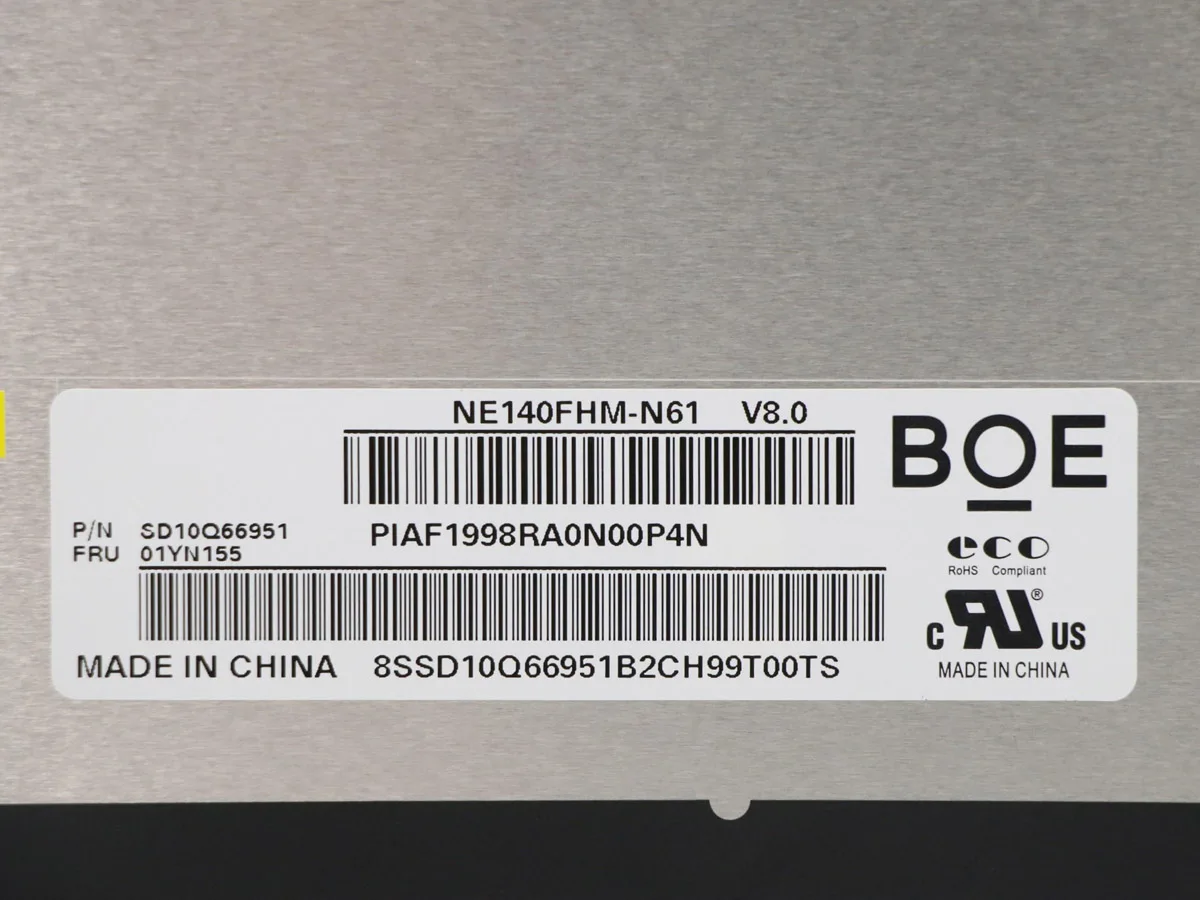 NE140FHM-N61 V8.0
BOE
P/N SD10Q66951
FRU 01YN155
PIAF1998RA0N00P4N
eco
RoHS Compliant
c RU ® US
MADE IN CHINA 8SSD10Q66951B2CH99T00TS
MADE IN CHINA